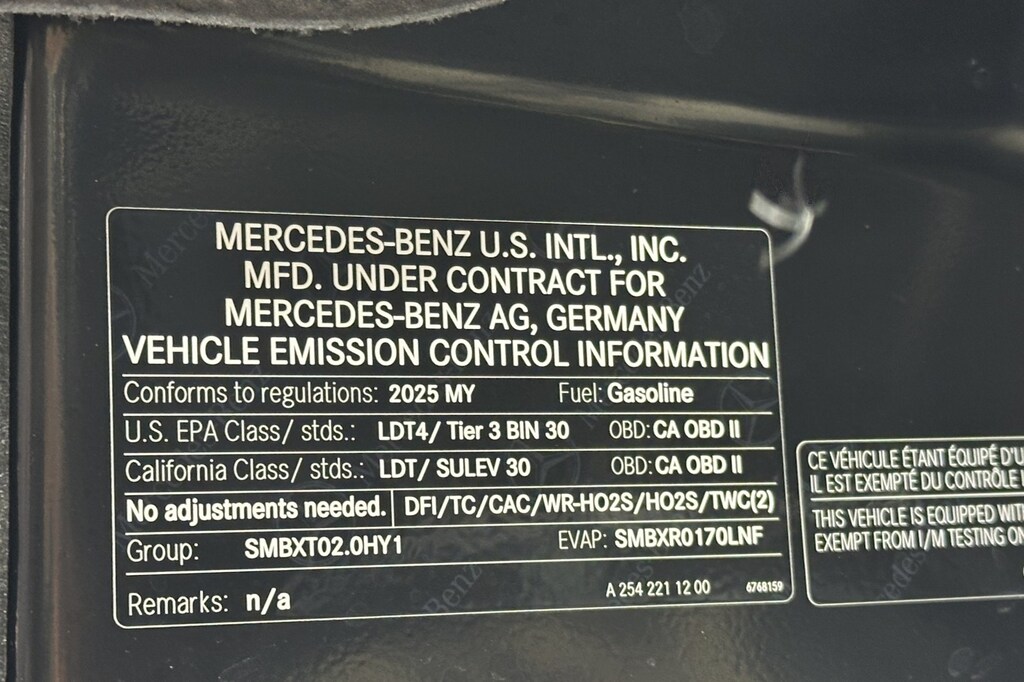 MERCEDES-BENZ U.S. INTL., INC.
MFD. UNDER CONTRACT FOR
MERCEDES-BENZ AG, GERMANY
VEHICLE EMISSION CONTROL INFORMATION
Conforms to regulations: 2025 MY Fuel: Gasoline
U.S. EPA Class/ stds.: LDT4/ Tier 3 BIN 30 OBD: CA OBD II
California Class/ stds.: LDT/ SULEV 30 OBD: CA OBD II
No adjustments needed. DFI/TC/CAC/WR-HO2S/HO2S/TWC(2)
Group: SMBXT02.0HY1 EVAP: SMBXR0170LNF
Remarks: n/a A 254 221 12 00 6768159
CE VÉHICULE ÉTANT ÉQUIPÉ D'U
IL EST EXEMPTÉ DU CONTRÔLE
THIS VEHICLE IS EQUIPPED WITH
EXEMPT FROM I/M TESTING ON